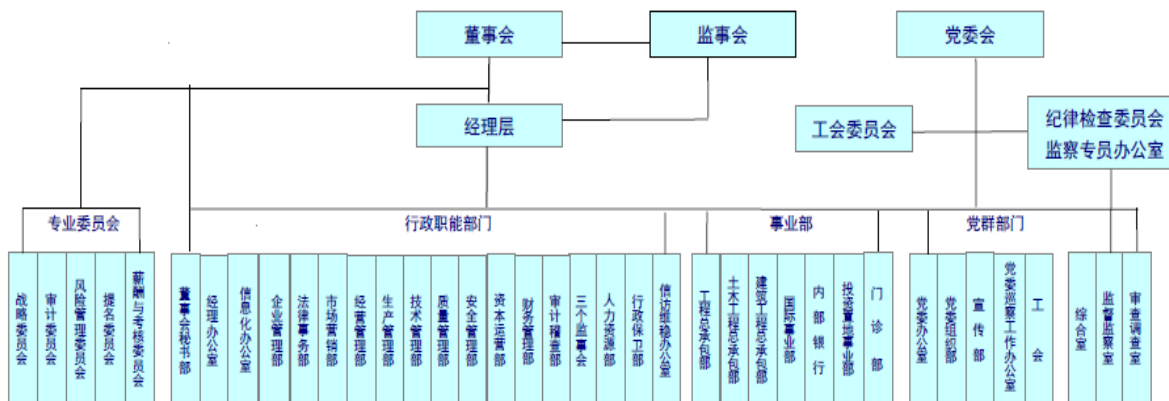 董事会
监事会
党委会
经理层
工会委员会
纪律检查委员会
监察专员办公室
专业委员会
行政职能部门
事业部
党群部门
战略委员会
审计委员会
风险管理委员会
提名委员会
薪酬与考核委员会
董事会秘书部
经理办公室
信息化办公室
企业管理部
法律事务部
市场营销部
经营管理部
生产管理部
技术管理部
质量管理部
安全管理部
资本运营部
财务管理部
审计稽查部
三个监事会
人力资源部
行政保卫部
信访维稳办公室
工程总承包部
土木工程总承包部
建筑工程总承包部
国际事业部
内部银行
投资置地事业部
门诊部
党委办公室
党委组织部
宣传部
党委巡察工作办公室
工会
综合室
监督监察室
审查调查室